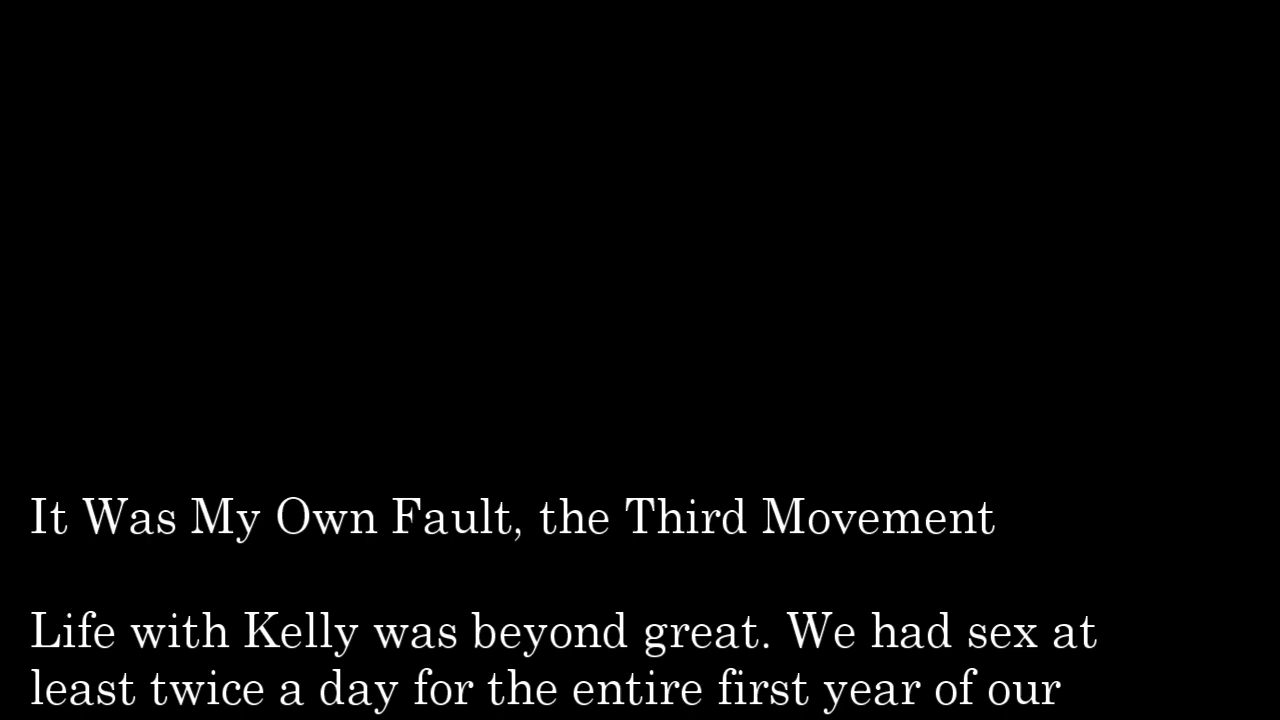 It Was My Own Fault, the Third Movement
Life with Kelly was beyond great. We had sex at
least twice a day for the entire first year of our